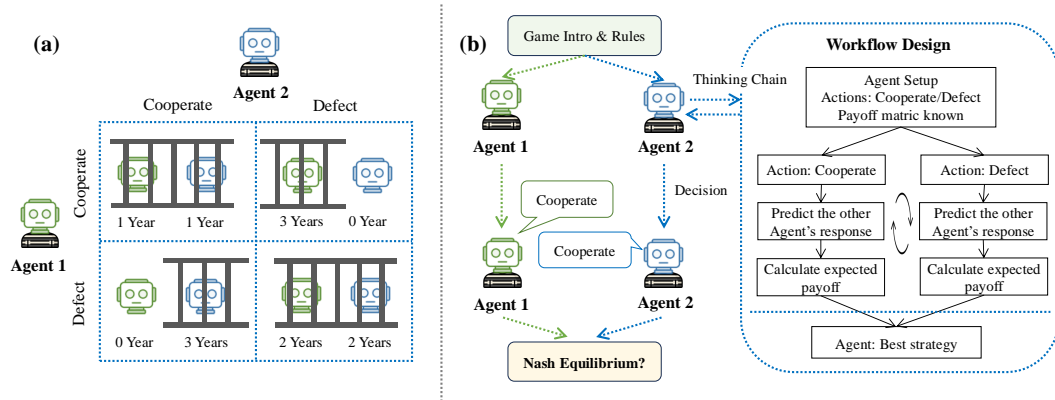 (a)
Agent 2
Cooperate
Defect
Cooperate
1 Year
1 Year
3 Years
0 Year
Agent 1
Defect
0 Year
3 Years
2 Years
2 Years
(b)
Game Intro & Rules
Agent 1
Agent 2
Thinking Chain
Decision
Cooperate
Cooperate
Agent 1
Agent 2
Nash Equilibrium?
Workflow Design
Agent Setup
Actions: Cooperate/Defect
Payoff matric known
Action: Cooperate
Action: Defect
Predict the other
Agent's response
Predict the other
Agent's response
Calculate expected
payoff
Calculate expected
payoff
Agent: Best strategy